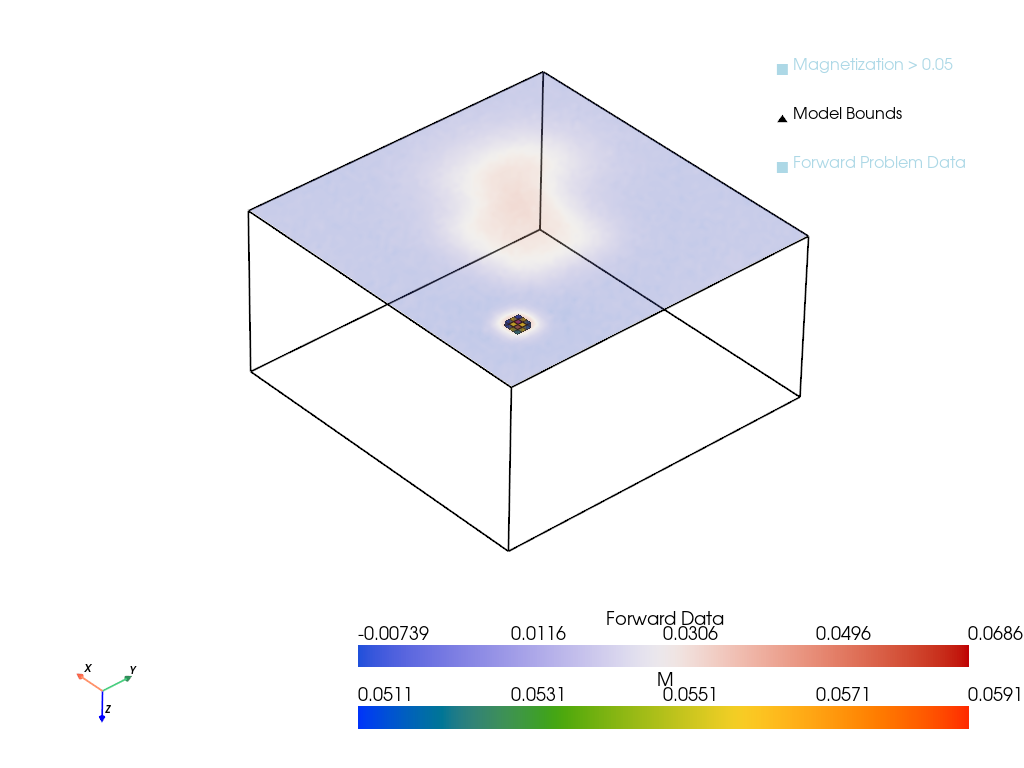 Magnetization > 0.05
Model Bounds
Forward Problem Data
Forward Data
-0.00739 0.0116 0.0306 0.0496 0.0686
M
0.0511 0.0531 0.0551 0.0571 0.0591
X Y
Z